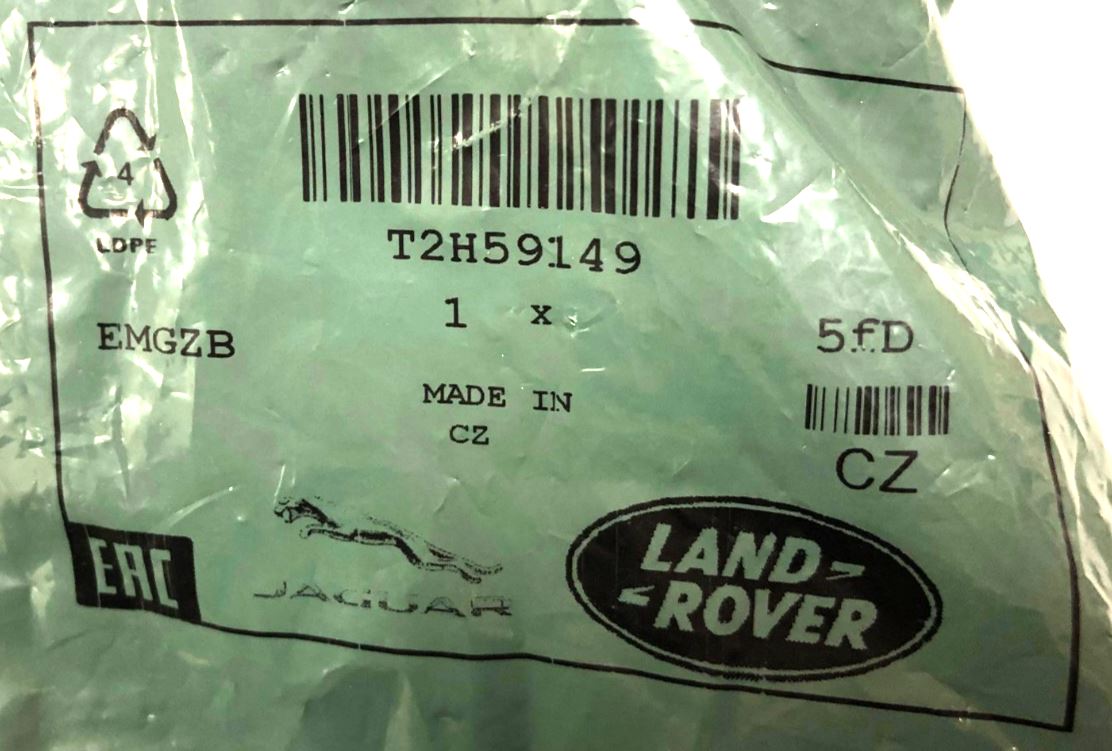 4
LDPE
T2H59149
1 x
EMGZB
5fD
MADE IN
CZ
CZ
EAC
JAGUAR
LAND
ROVER